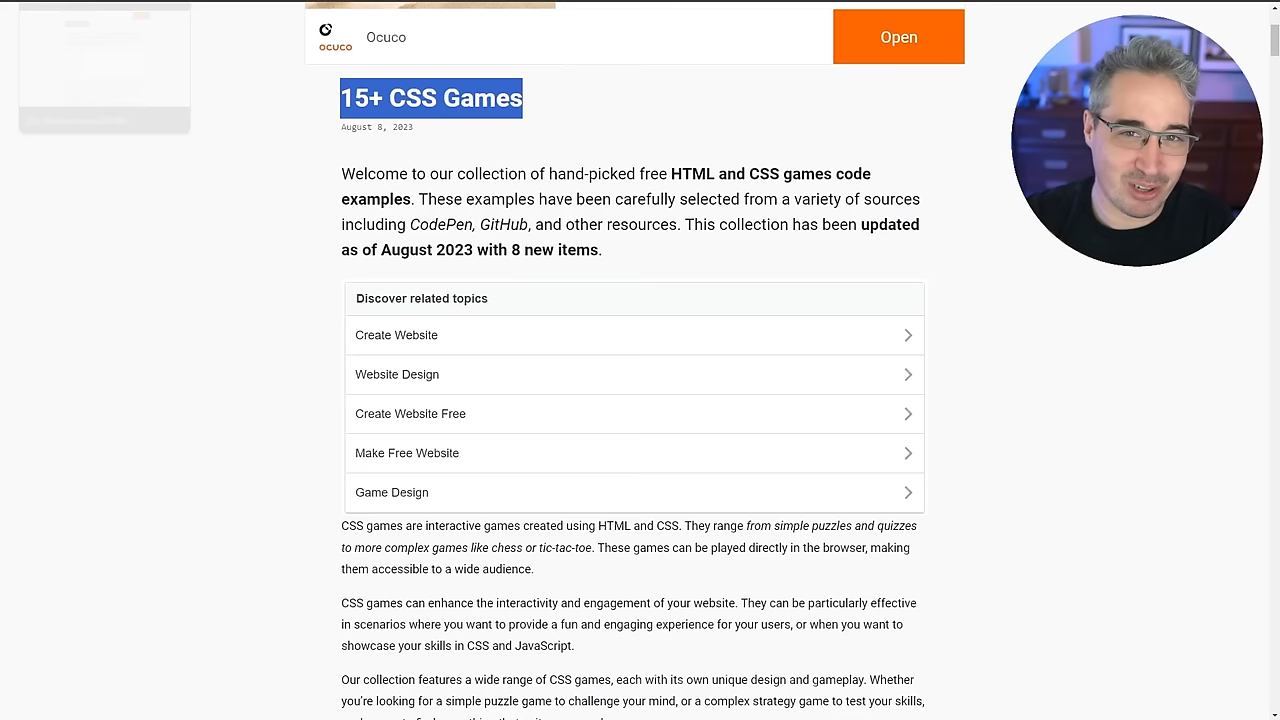 OCUCO
Ocuco
Open
15+ CSS Games
August 8, 2023
Welcome to our collection of hand-picked free HTML and CSS games code
examples. These examples have been carefully selected from a variety of sources
including CodePen, GitHub, and other resources. This collection has been updated
as of August 2023 with 8 new items.
Discover related topics
Create Website
Website Design
Create Website Free
Make Free Website
Game Design
CSS games are interactive games created using HTML and CSS. They range from simple puzzles and quizzes
to more complex games like chess or tic-tac-toe. These games can be played directly in the browser, making
them accessible to a wide audience.
CSS games can enhance the interactivity and engagement of your website. They can be particularly effective
in scenarios where you want to provide a fun and engaging experience for your users, or when you want to
showcase your skills in CSS and JavaScript.
Our collection features a wide range of CSS games, each with its own unique design and gameplay. Whether
you're looking for a simple puzzle game to challenge your mind, or a complex strategy game to test your skills,